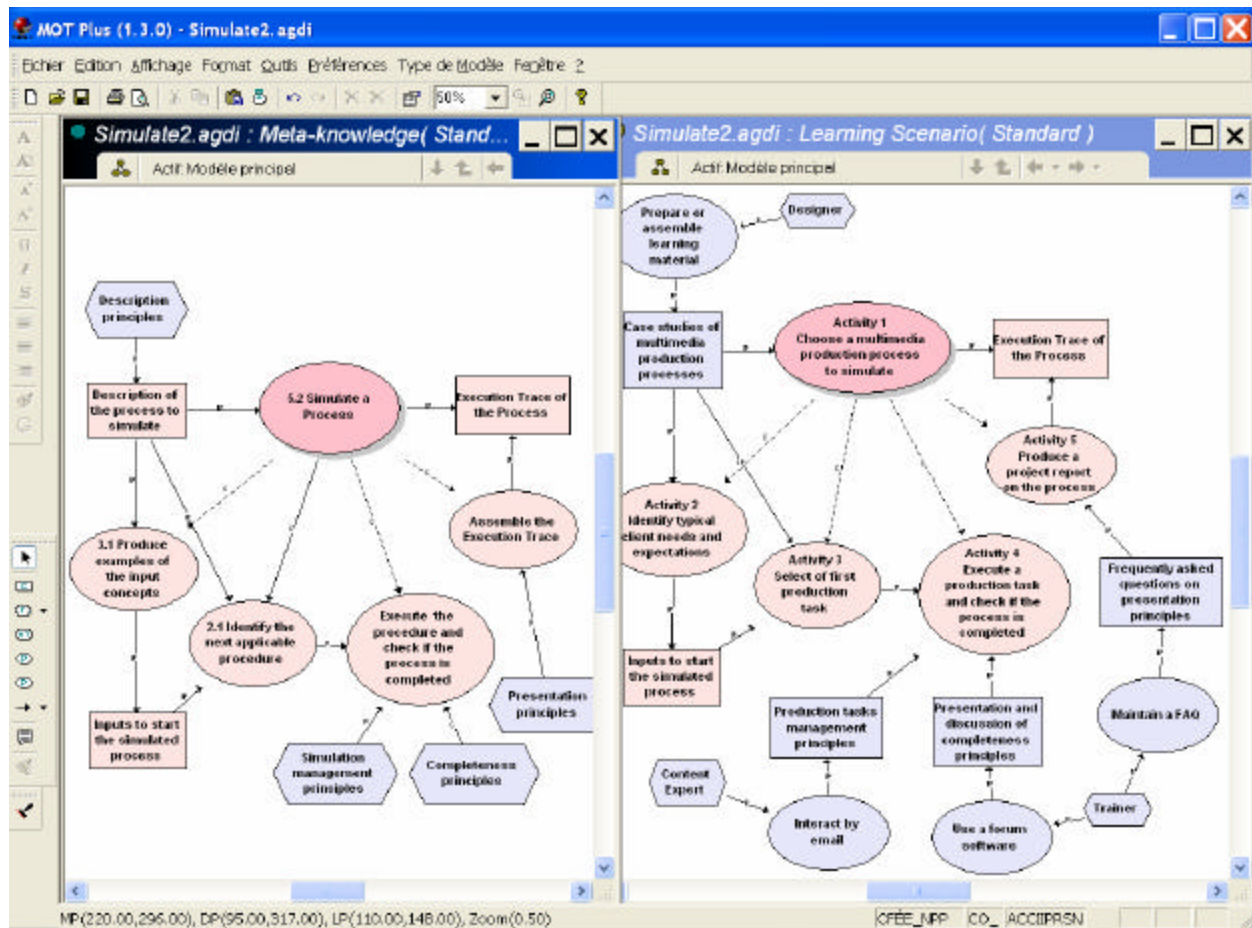 MOT Plus (1.3.0) - Simulate2.agdi
Fichier Edition Affichage Format Outils Préférences Type de Modèle Fenêtre ?
50%
Simulate2.agdi : Meta-knowledge( Stand...
Actif: Modèle principal
Description
principles
Description of
the process to
simulate
5.2 Simulate a
Process
Execution Trace of
the Process
3.1 Produce
examples of
the input
concepts
Assemble the
Execution Trace
2.1 Identify the
next applicable
procedure
Execute the
procedure and
check if the
process is
completed
Presentation
principles
Inputs to start
the simulated
process
Simulation
management
principles
Completeness
principles
Simulate2.agdi : Learning Scenario( Standard )
Actif: Modèle principal
Prepare or
assemble
learning
material
Designer
Case studies of
multimedia
production
processes
Activity 1
Choose a multimedia
production process
to simulate
Execution Trace of
the Process
Activity 5
Produce a
project report
on the process
Activity 2
Identify typical
client needs and
expectations
Activity 3
Select of first
production
task
Activity 4
Execute a
production task
and check if the
process is
completed
Frequently asked
questions on
presentation
principles
Inputs to start
the simulated
process
Production tasks
management
principles
Presentation and
discussion of
completeness
principles
Maintain a FAQ
Content
Expert
Interact by
email
Use a forum
software
Trainer
MP(220.00,296.00), DP(95.00,317.00), LP(110.00,148.00), Zoom(0.50)
CFÉE_NPP CO_ ACCIIPRSN